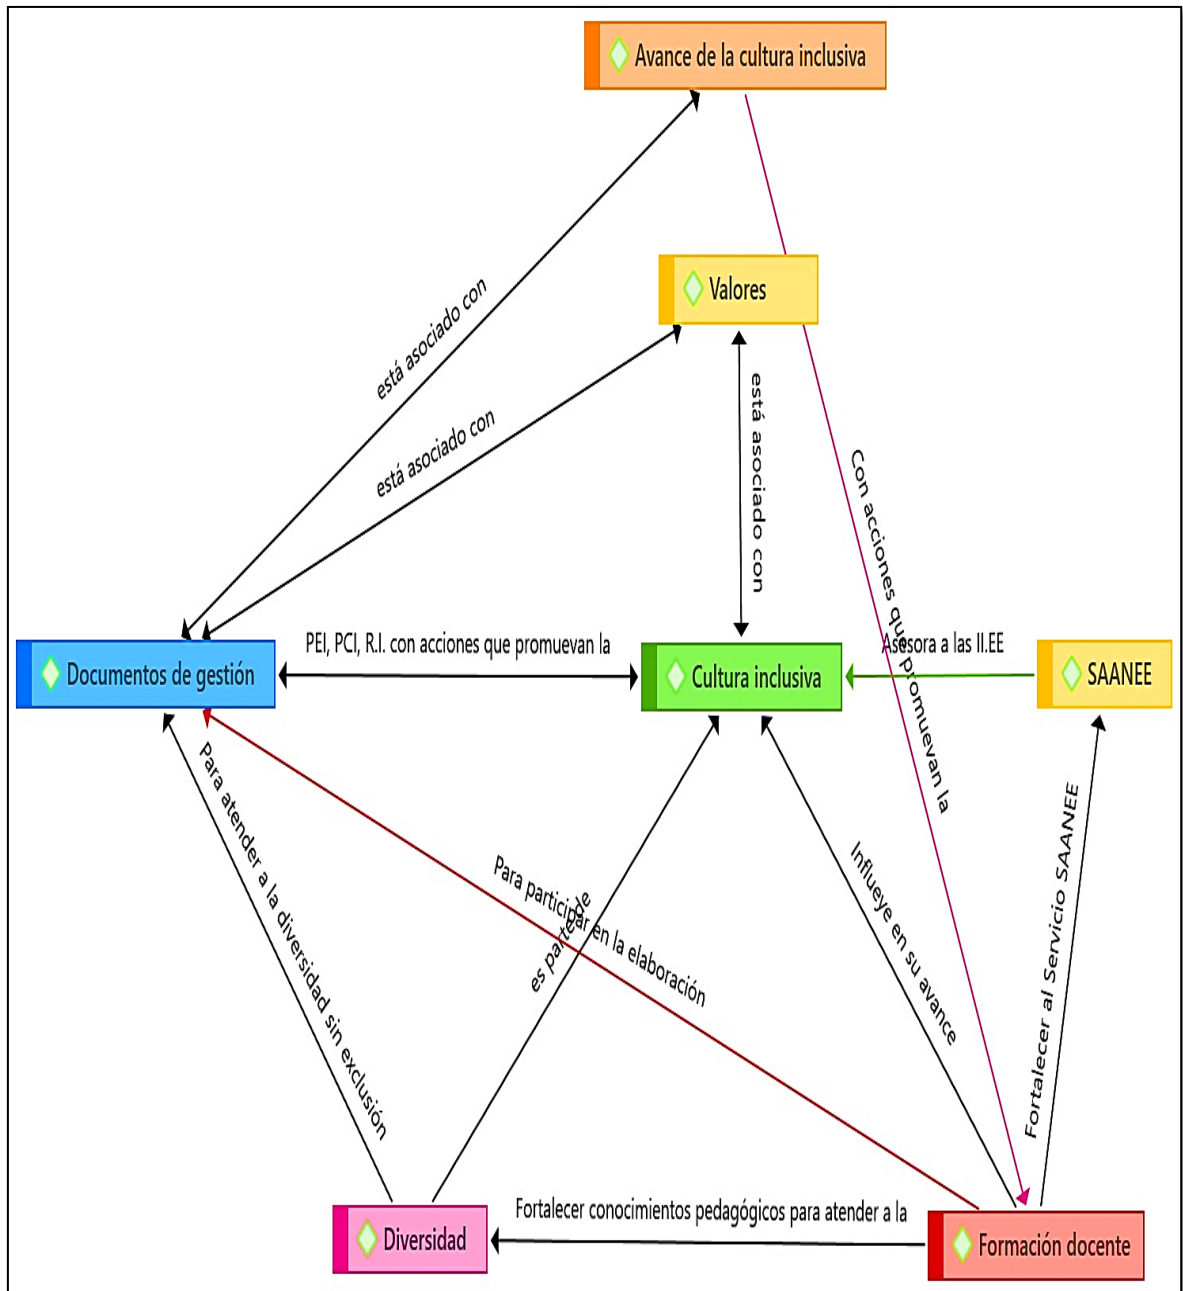 Avance de la cultura inclusiva
Valores
está asociado con
está asociado con
está asociado con
Con acciones que promuevan la
PEI, PCI, R.I. con acciones que promuevan la
Asesora a las II.EE
Documentos de gestión
Cultura inclusiva
SAANEE
Para atender a la diversidad sin exclusión
Para participar en la elaboración
es parte de
Influeye en su avance
Fortalecer al Servicio SAANEE
Fortalecer conocimientos pedagógicos para atender a la
Diversidad
Formación docente